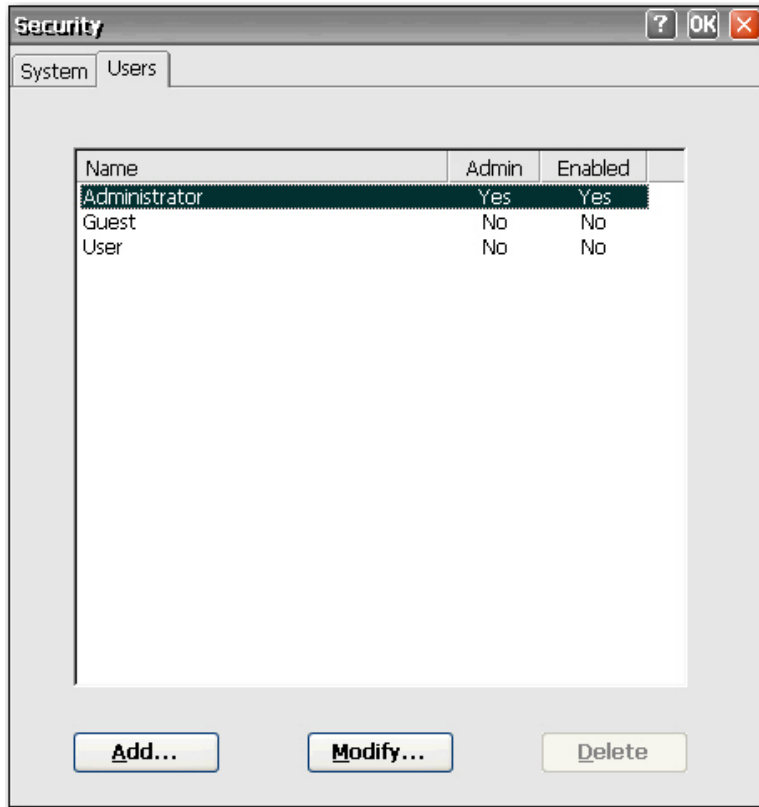 Security ? OK
System Users
Name Admin Enabled
Administrator Yes Yes
Guest No No
User No No
Add... Modify... Delete